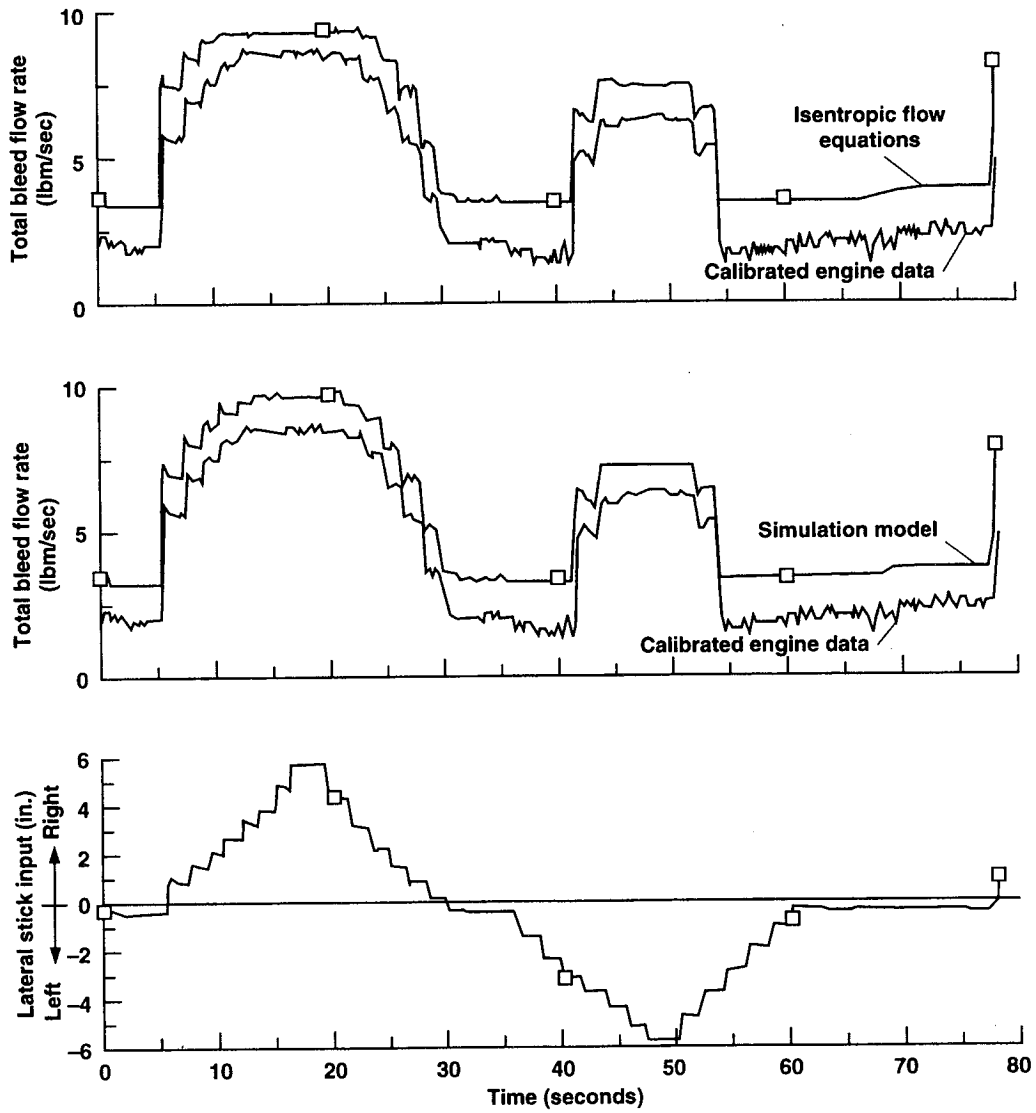 10
5
0
Total bleed flow rate
(lbm/sec)
Isentropic flow
equations
Calibrated engine data
10
5
0
Total bleed flow rate
(lbm/sec)
Simulation model
Calibrated engine data
6
4
2
0
–2
–4
–6
Lateral stick input (in.)
Left
Right
0
10
20
30
40
50
60
70
80
Time (seconds)